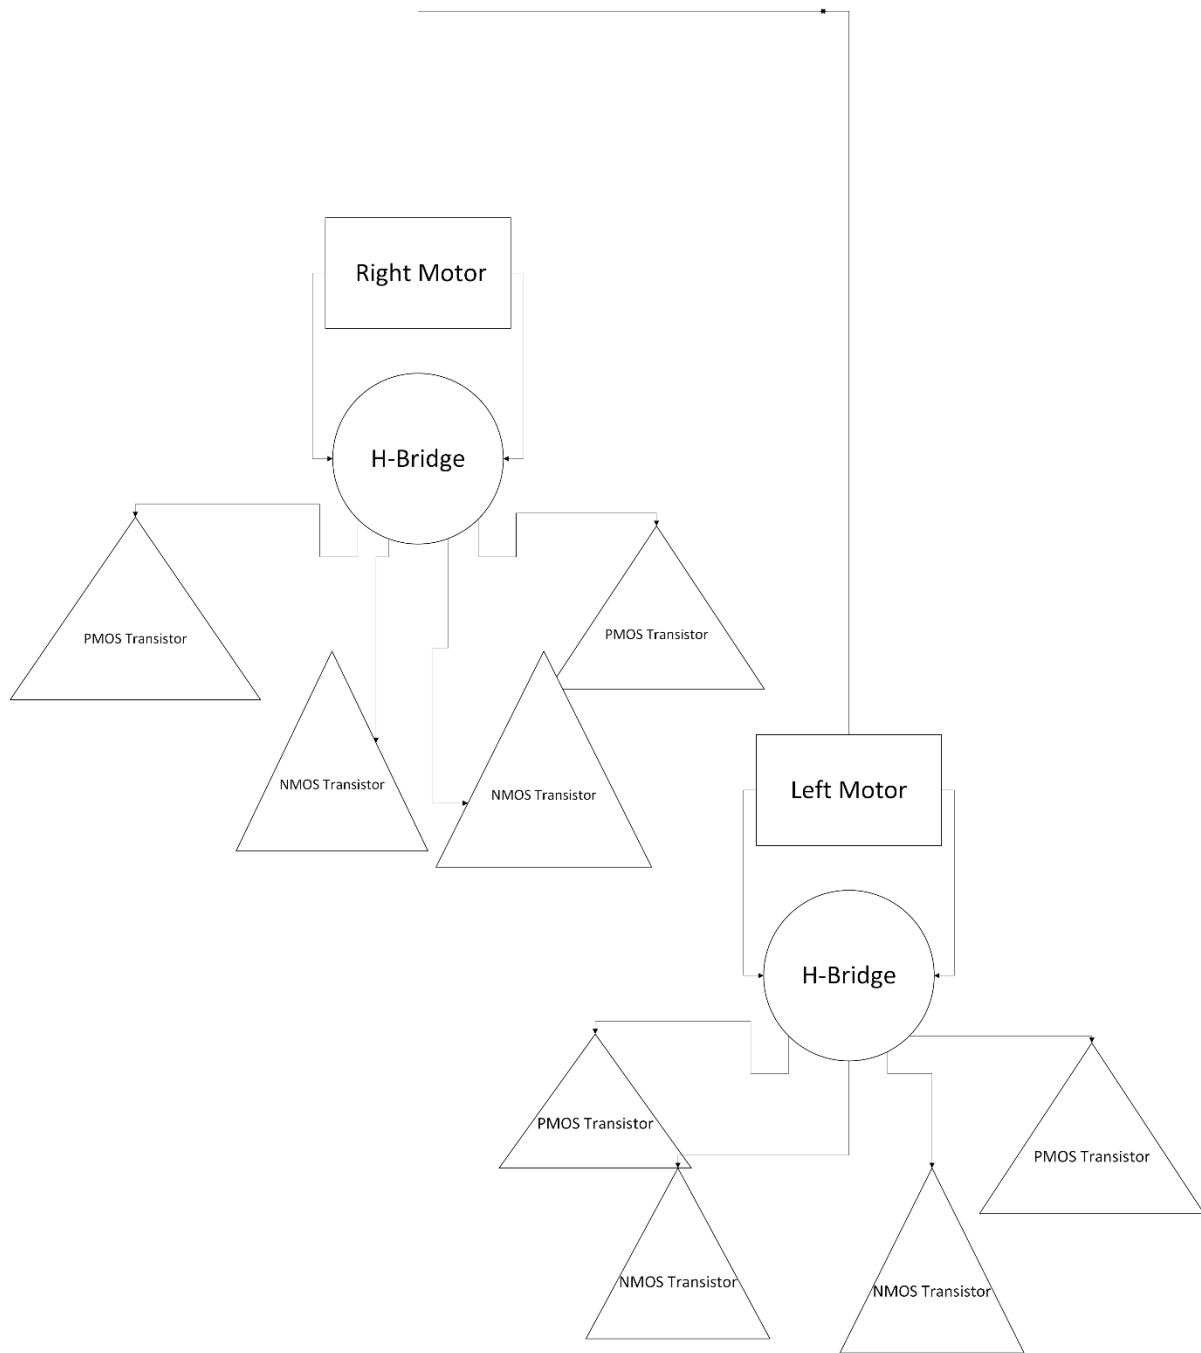 Right Motor
H-Bridge
PMOS Transistor
PMOS Transistor
NMOS Transistor
NMOS Transistor
Left Motor
H-Bridge
PMOS Transistor
PMOS Transistor
NMOS Transistor
NMOS Transistor